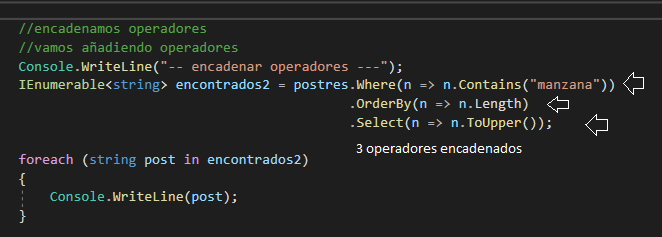 //encadenamos operadores
//vamos añadiendo operadores
Console.WriteLine("-- encadenar operadores ---");
IEnumerable<string> encontrados2 = postres.Where(n => n.Contains("manzana"))
.OrderBy(n => n.Length)
.Select(n => n.ToUpper());
3 operadores encadenados
foreach (string post in encontrados2)
{
Console.WriteLine(post);
}